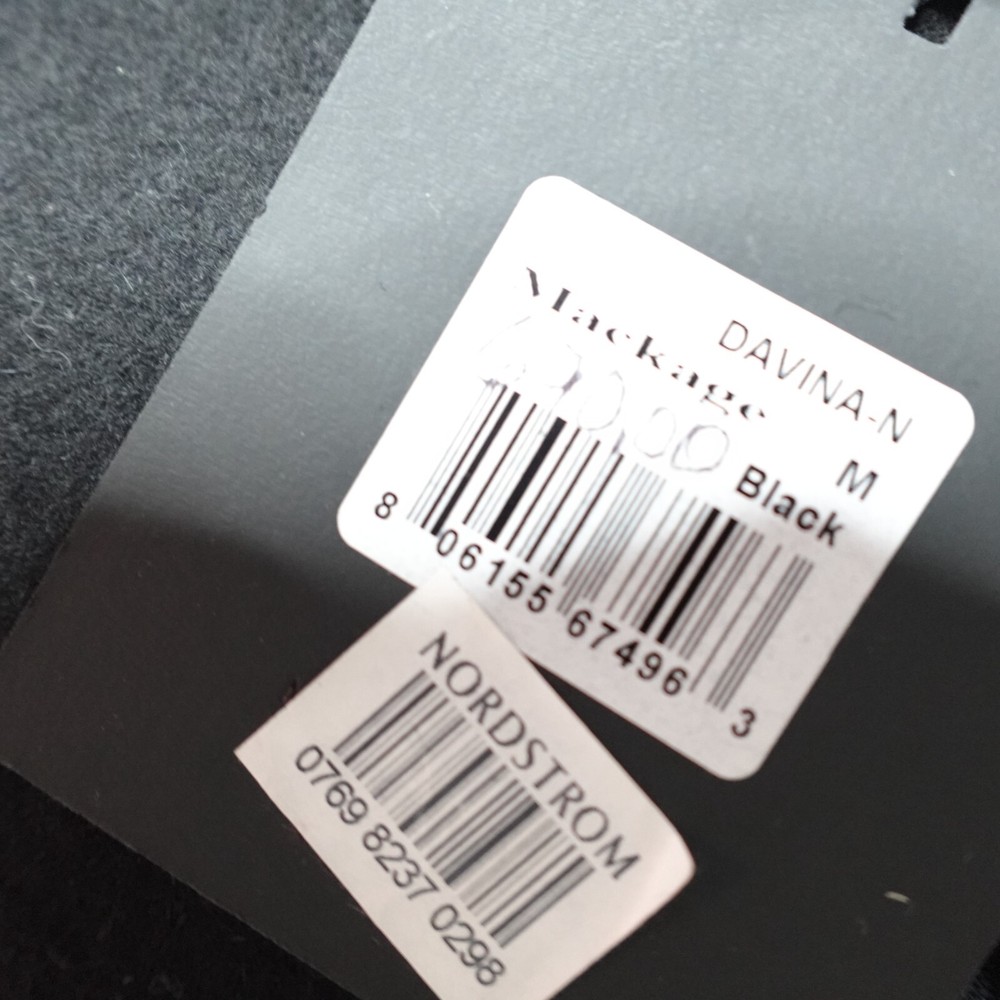 Mackage
DAVINA-N
M
Black
8 06155 67496 3
NORDSTROM
0769 8237 0298